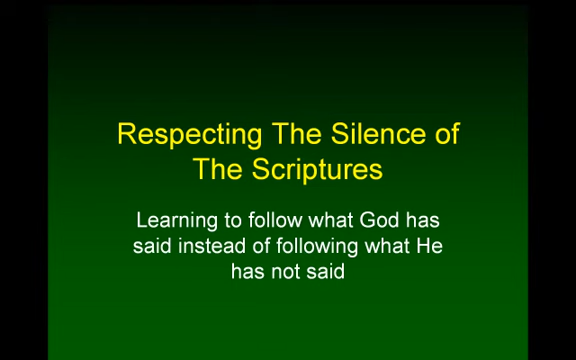 Respecting The Silence of
The Scriptures
Learning to follow what God has
said instead of following what He
has not said